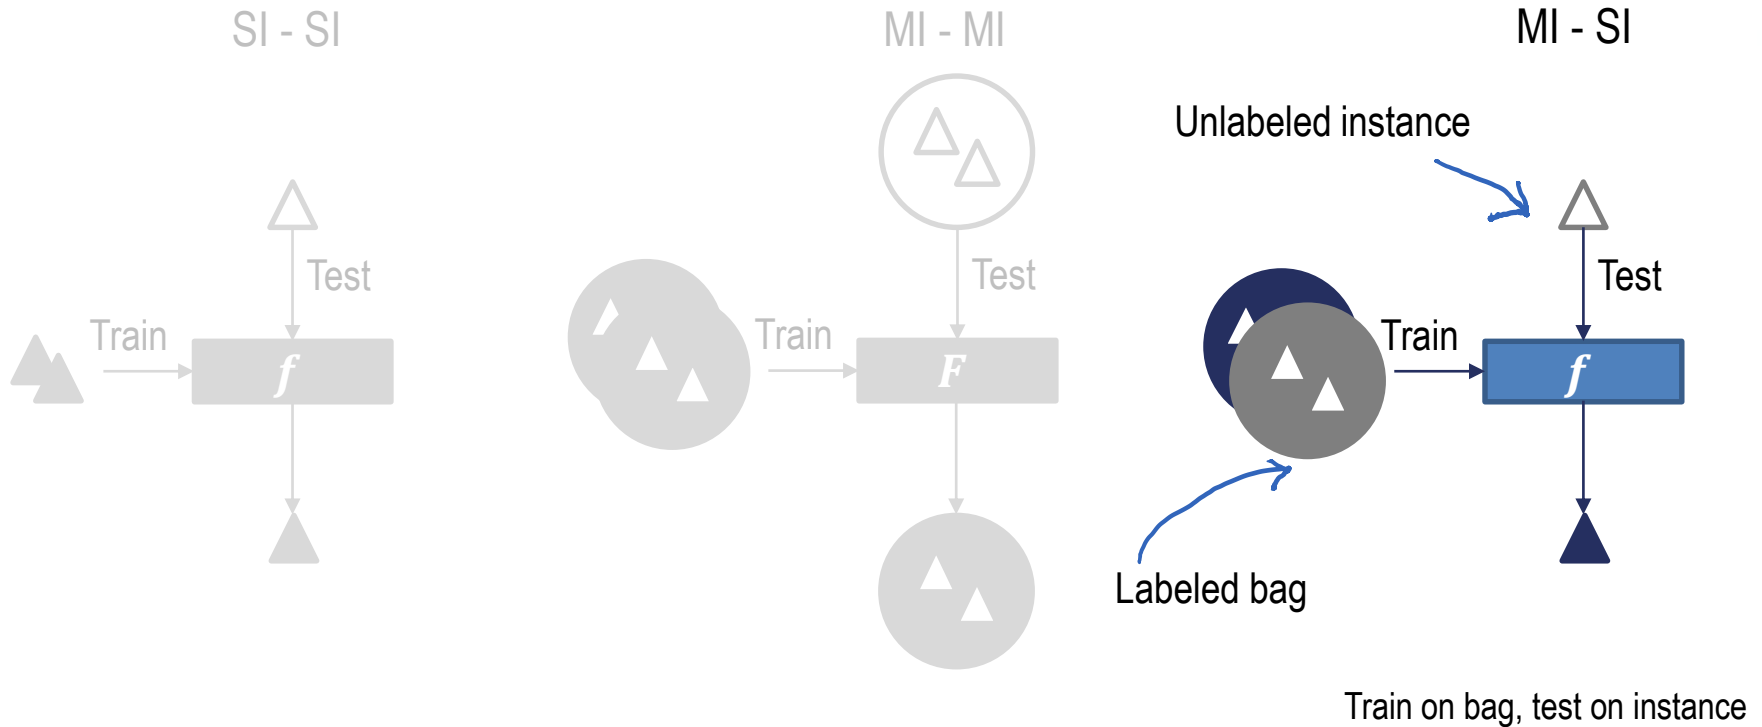 SI - SI
Test
Train
f
MI - MI
Test
Train
F
MI - SI
Unlabeled instance
Test
Train
f
Labeled bag
Train on bag, test on instance